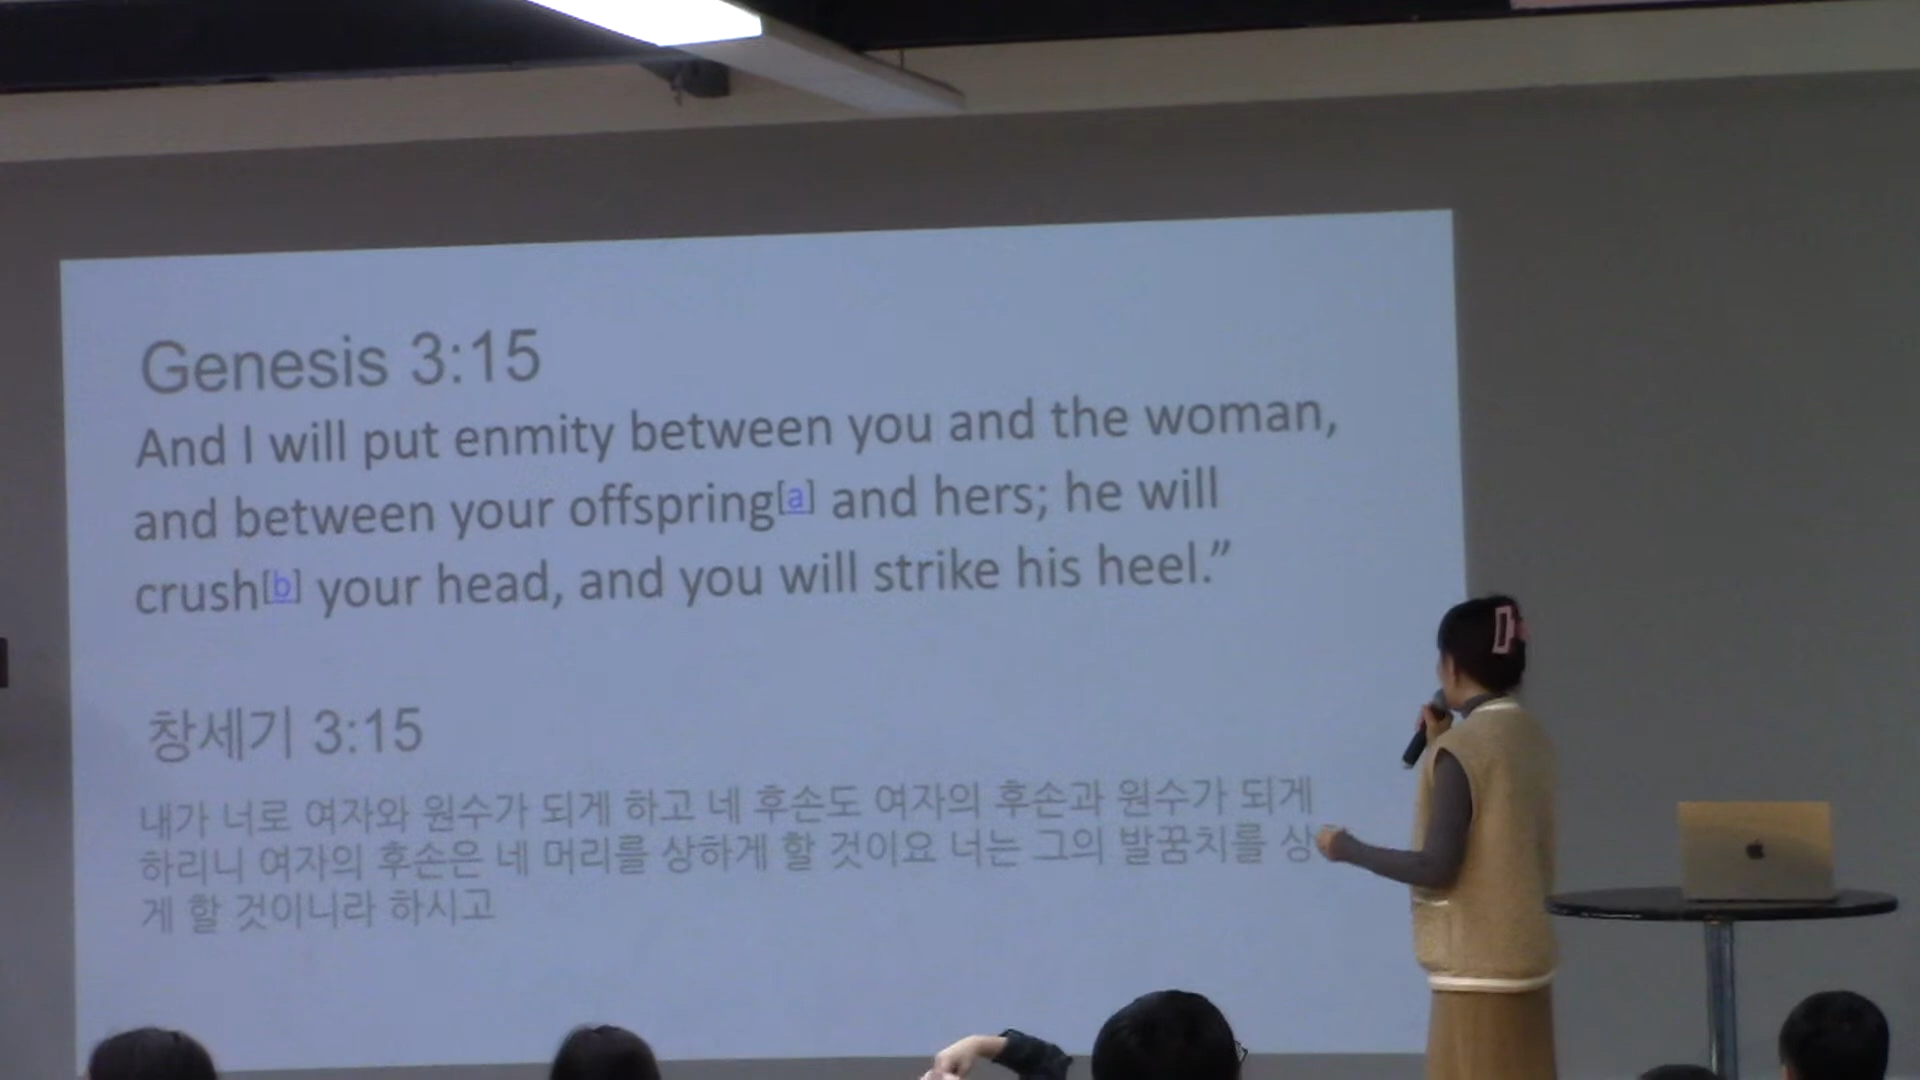 Genesis 3:15
And I will put enmity between you and the woman,
and between your offspring[a] and hers; he will
crush[b] your head, and you will strike his heel.”
창세기 3:15
내가 너로 여자와 원수가 되게 하고 네 후손도 여자의 후손과 원수가 되게
하리니 여자의 후손은 네 머리를 상하게 할 것이요 너는 그의 발꿈치를 상
게 할 것이니라 하시고